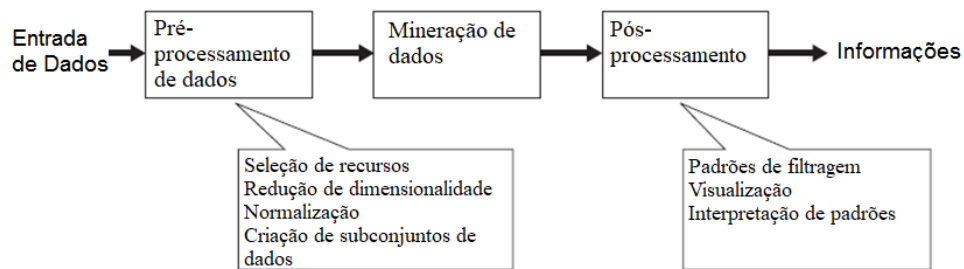 Entrada
de Dados
Pré-
processamento
de dados
Mineração de
dados
Pós-
processamento
Informações
Seleção de recursos
Redução de dimensionalidade
Normalização
Criação de subconjuntos de
dados
Padrões de filtragem
Visualização
Interpretação de padrões